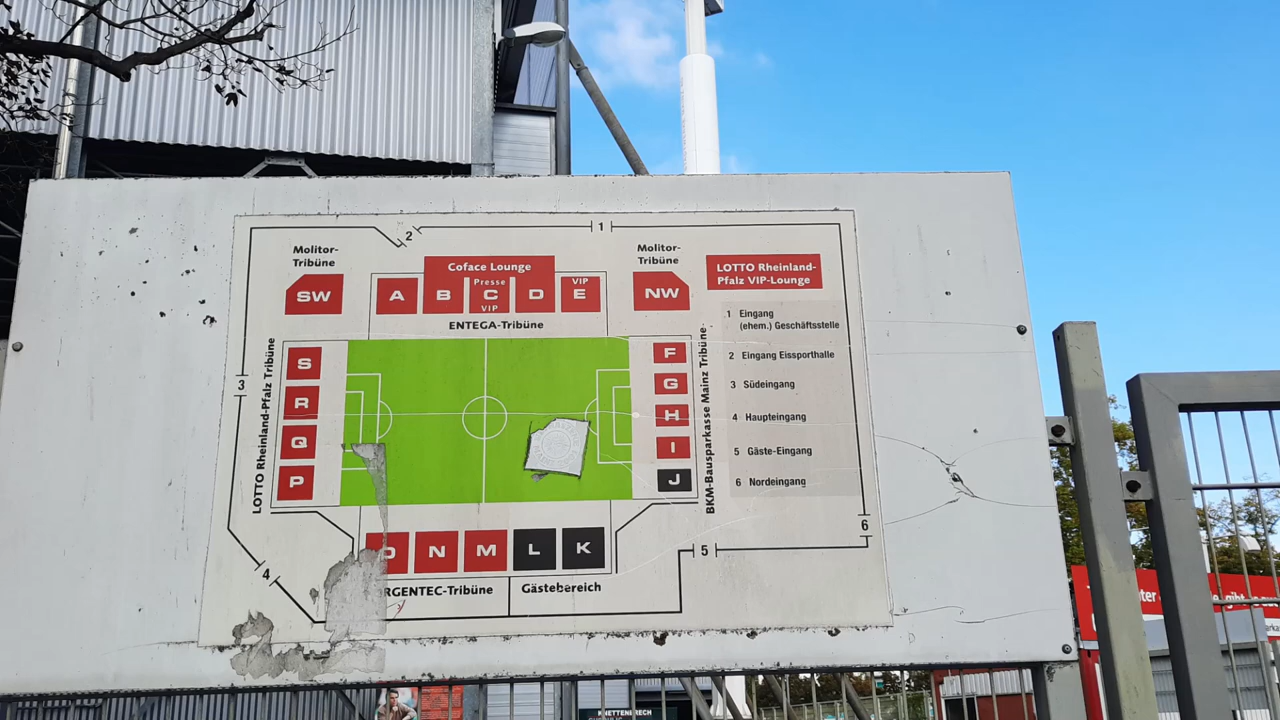 1
2
Molitor-
Tribüne
SW
Coface Lounge
A
B
Presse
C
VIP
D
VIP
E
ENTEGA-Tribüne
Molitor-
Tribüne
NW
LOTTO Rheinland-
Pfalz VIP-Lounge
1 Eingang
(ehem.) Geschäftsstelle
2 Eingang Eissporthalle
3 Südeingang
4 Haupteingang
5 Gäste-Eingang
6 Nordeingang
3
LOTTO Rheinland-Pfalz Tribüne
S
R
Q
P
F
G
H
I
J
BKM-Bausparkasse Mainz Tribüne
4
O
N
M
L
K
RGENTEC-Tribüne
Gästebereich
5
6